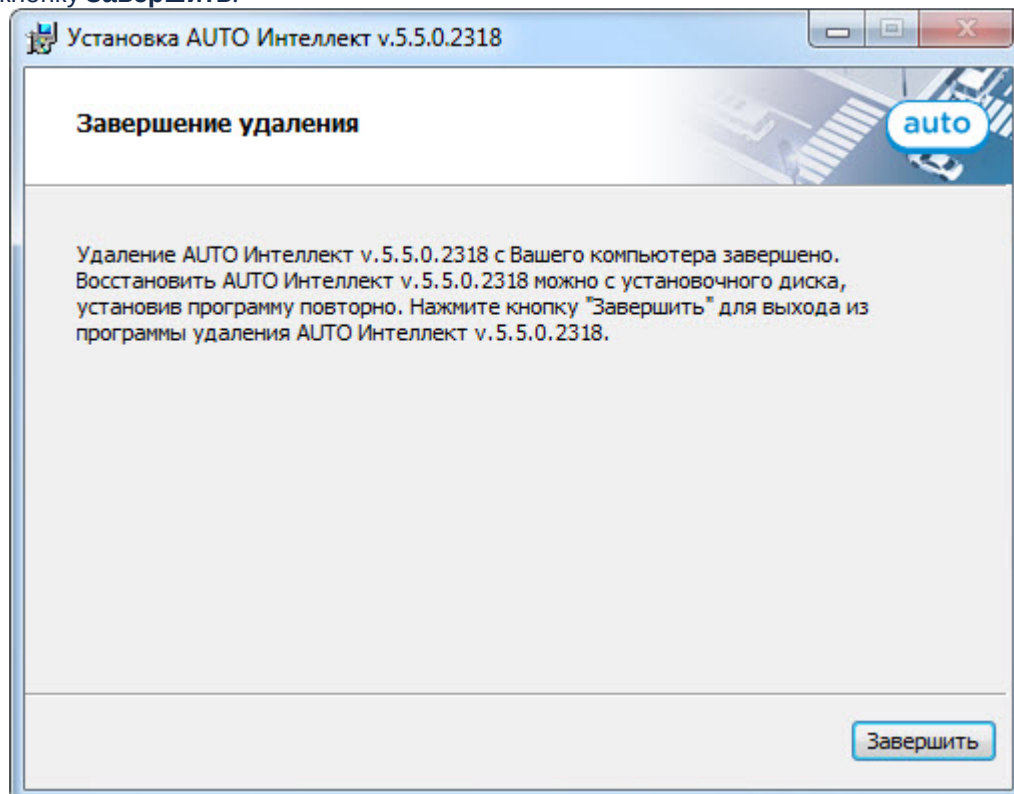 кнопку Завершить.
Установка AUTO Интеллект v.5.5.0.2318
Завершение удаления
auto
Удаление AUTO Интеллект v.5.5.0.2318 с Вашего компьютера завершено.
Восстановить AUTO Интеллект v.5.5.0.2318 можно с установочного диска,
установив программу повторно. Нажмите кнопку "Завершить" для выхода из
программы удаления AUTO Интеллект v.5.5.0.2318.
Завершить